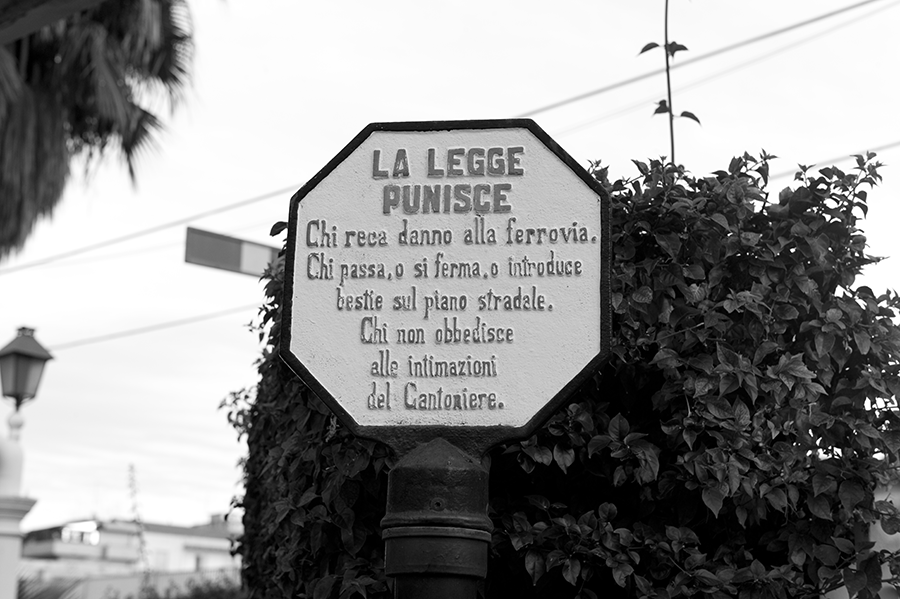 LA LEGGE
PUNISCE
Chi reca danno alla ferrovia.
Chi passa, o si ferma, o introduce
bestie sul piano stradale.
Chi non obbedisce
alle intimazioni
del Cantoniere.